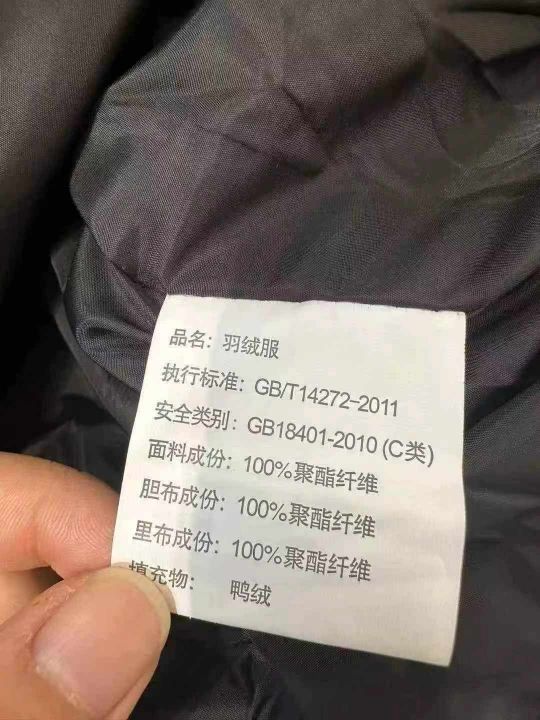 品名：羽绒服
执行标准：GB/T14272-2011
安全类别：GB18401-2010 (C类)
面料成份：100%聚酯纤维
胆布成份：100%聚酯纤维
里布成份：100%聚酯纤维
填充物： 鸭绒